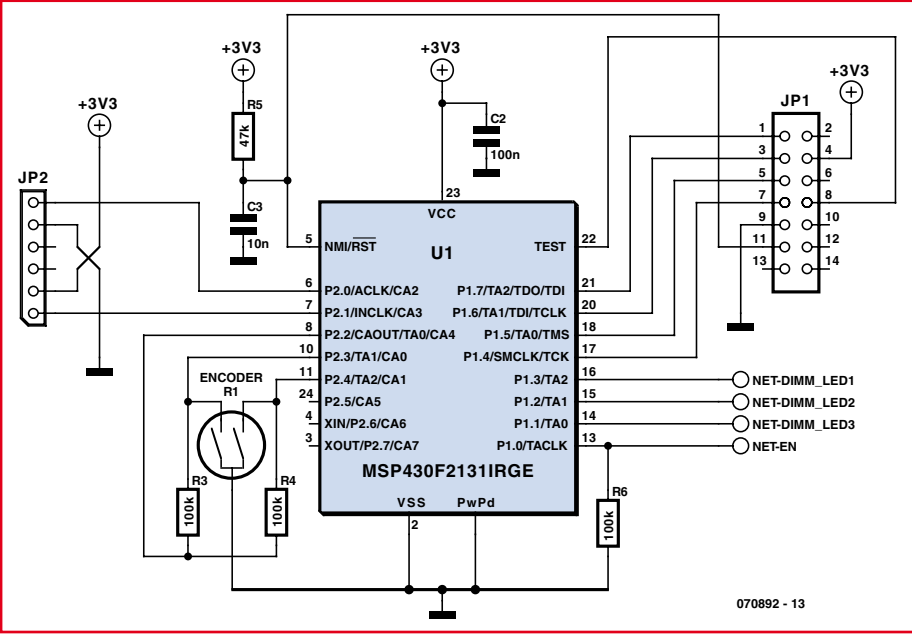 +3V3
+3V3
+3V3
+3V3
JP1
R5
47k
C2
100n
JP2
C3
10n
23
VCC
U1
5 NMI/RST
TEST 22
6 P2.0/ACLK/CA2
P1.7/TA2/TDO/TDI 21
7 P2.1/INCLK/CA3
P1.6/TA1/TDI/TCLK 20
8 P2.2/CAOUT/TA0/CA4
P1.5/TA0/TMS 18
10 P2.3/TA1/CA0
P1.4/SMCLK/TCK 17
11 P2.4/TA2/CA1
P1.3/TA2 16
24 P2.5/CA5
P1.2/TA1 15
4 XIN/P2.6/CA6
P1.1/TA0 14
3 XOUT/P2.7/CA7
P1.0/TACLK 13
MSP430F2131IRGE
VSS
PwPd
2
1 2
3 4
5 6
7 8
9 10
11 12
13 14
NET-DIMM_LED1
NET-DIMM_LED2
NET-DIMM_LED3
NET-EN
ENCODER
R1
R3
100k
R4
100k
R6
100k
070892 - 13